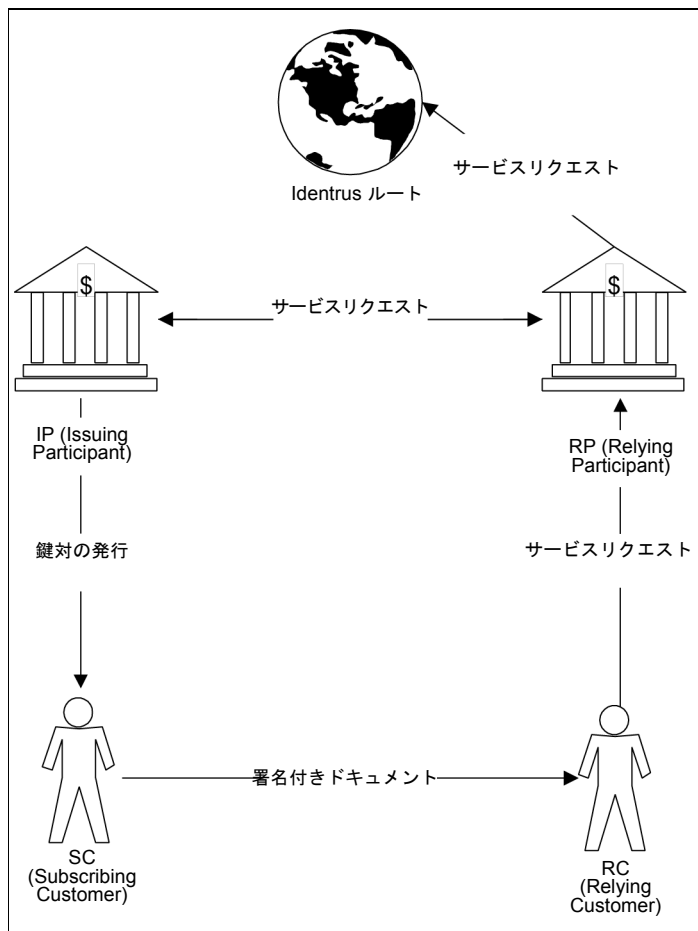 サービスリクエスト
Identrus ルート
$
$
サービスリクエスト
IP (Issuing
Participant)
RP (Relying
Participant)
鍵対の発行
サービスリクエスト
署名付きドキュメント
SC
(Subscribing
Customer)
RC
(Relying
Customer)